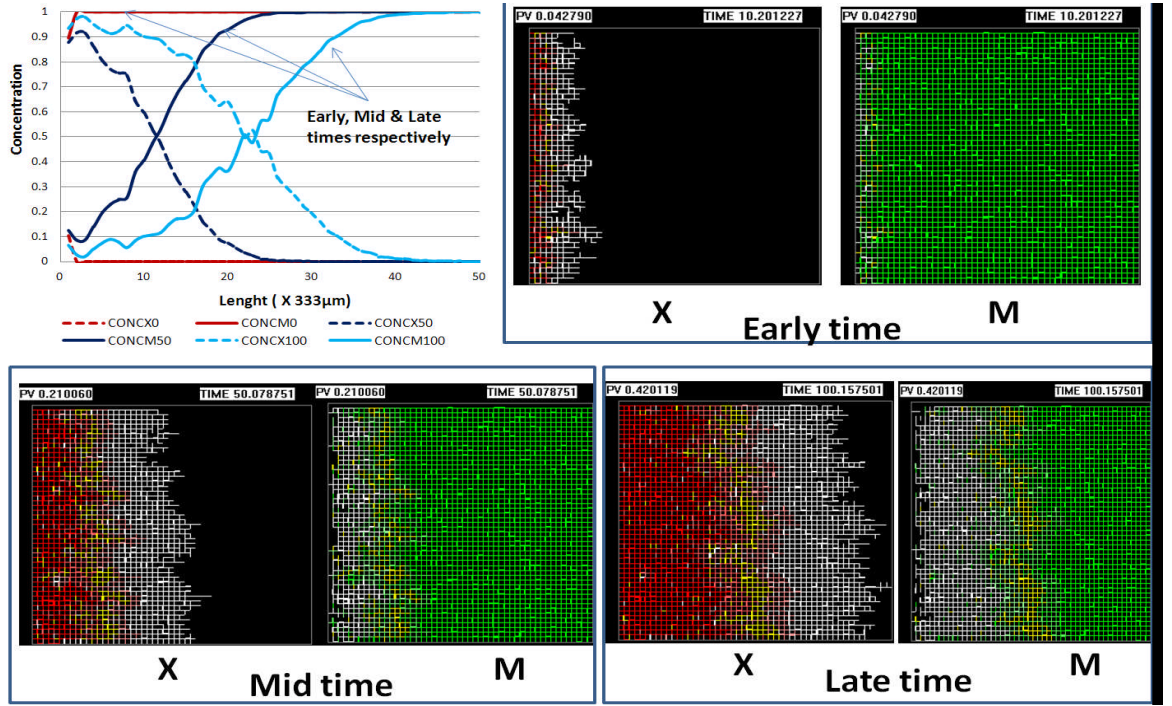 1
0.9
0.8
0.7
0.6
0.5
0.4
0.3
0.2
0.1
0
Concentration
Early, Mid & Late
times respectively
0 10 20 30 40 50
Lenght ( X 333µm)
CONCX0 CONCM0 CONCX50
CONCM50 CONCX100 CONCM100
PV 0.042790 TIME 10.201227
PV 0.042790 TIME 10.201227
X M
Early time
PV 0.210060 TIME 50.078751
PV 0.210060 TIME 50.078751
X M
Mid time
PV 0.420119 TIME 100.157501
PV 0.420119 TIME 100.157501
X M
Late time